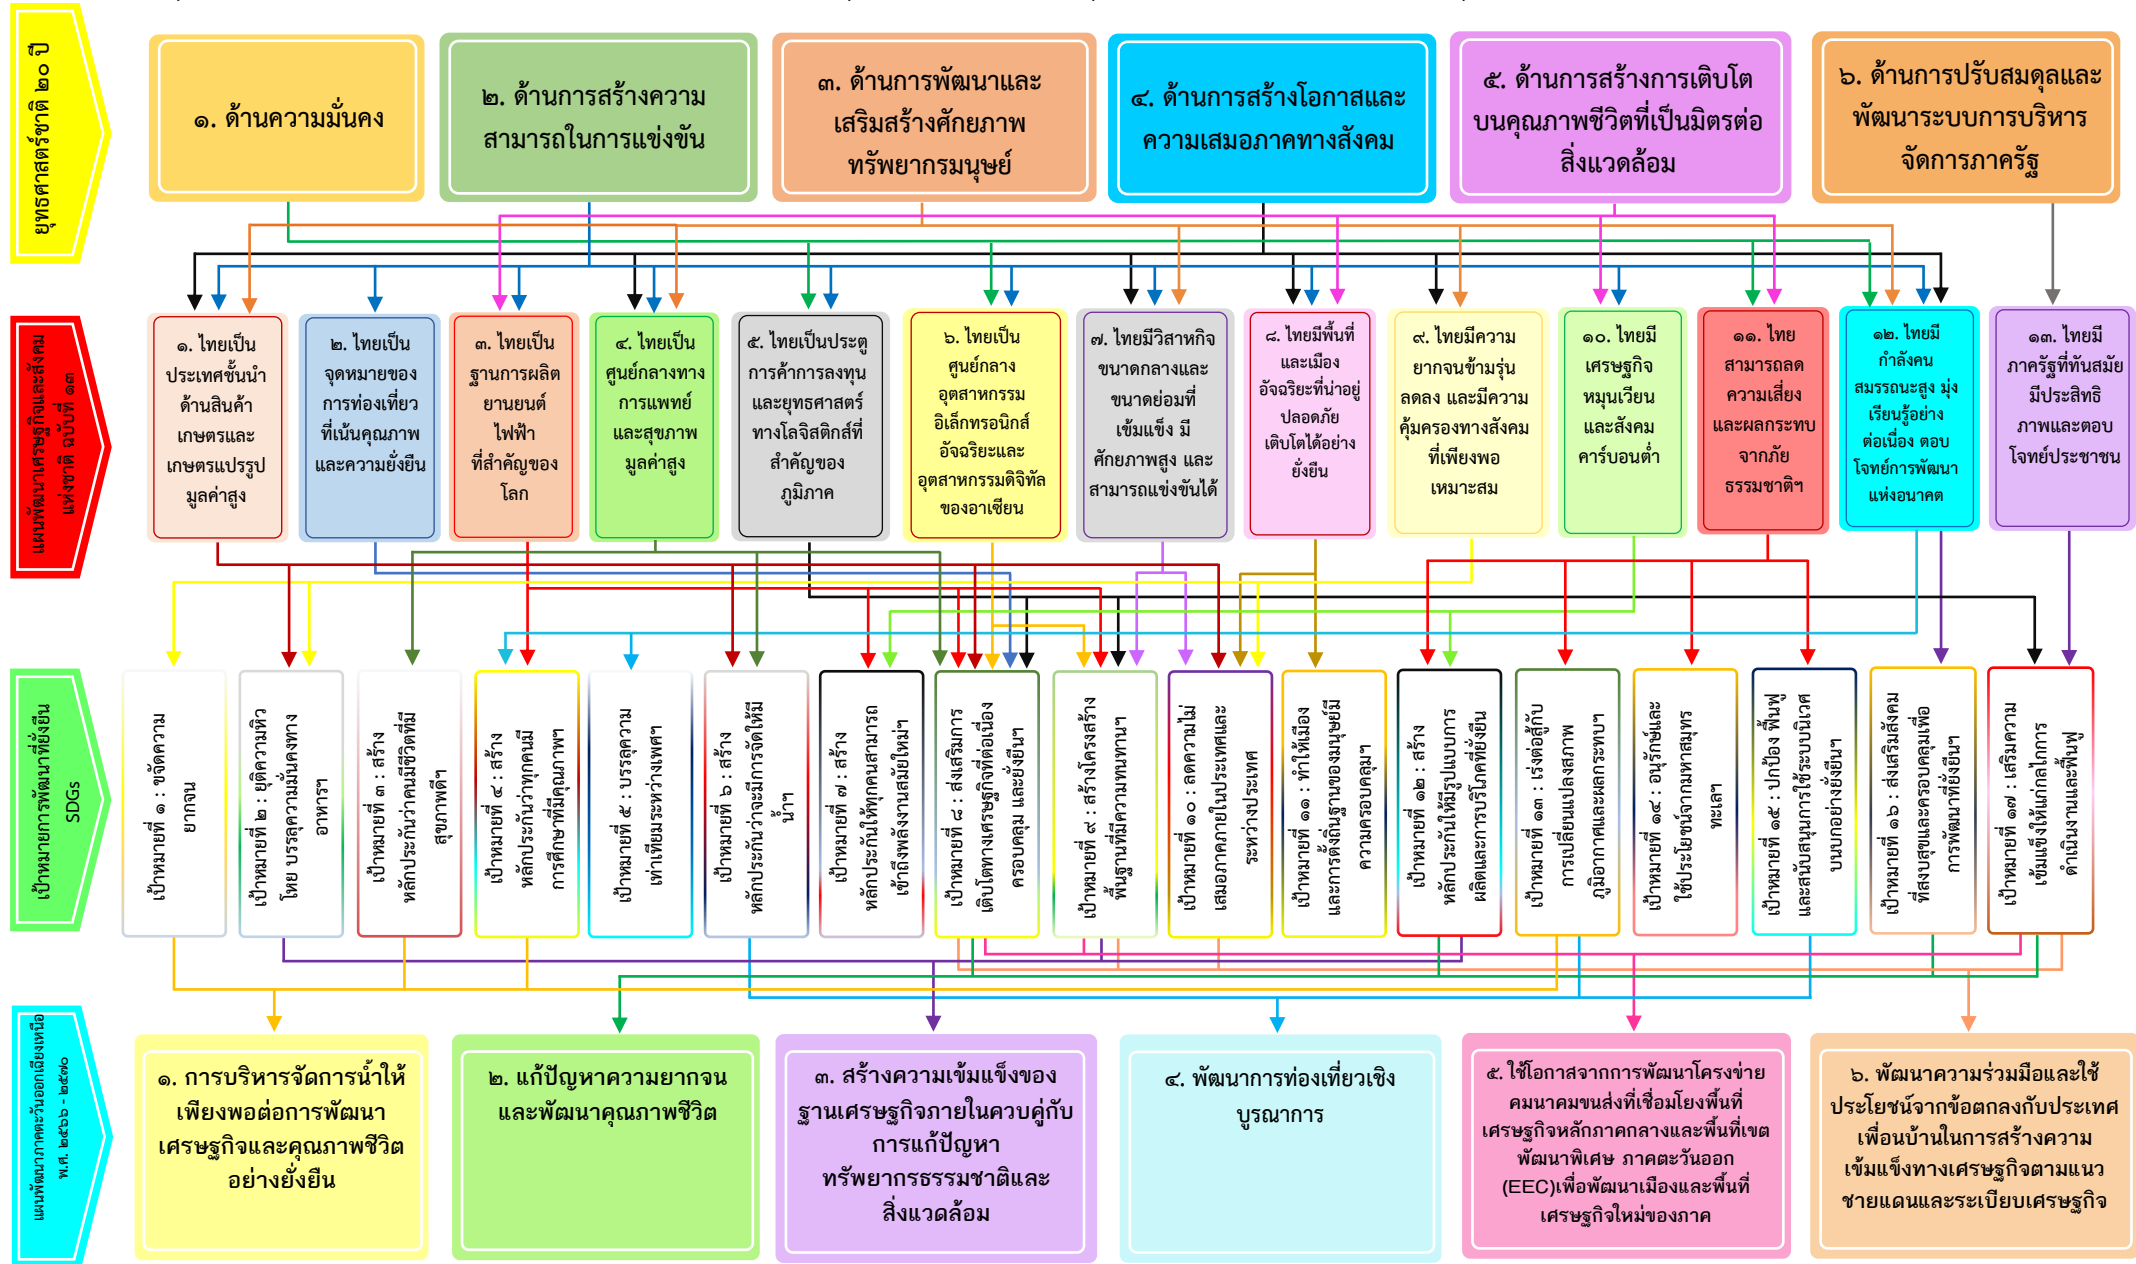 ยุทธศาสตร์ชาติ ๒๐ ปี
๑. ด้านความมั่นคง
๒. ด้านการสร้างความ
สามารถในการแข่งขัน
๓. ด้านการพัฒนาและ
เสริมสร้างศักยภาพ
ทรัพยากรมนุษย์
๔. ด้านการสร้างโอกาสและ
ความเสมอภาคทางสังคม
๕. ด้านการสร้างการเติบโต
บนคุณภาพชีวิตที่เป็นมิตรต่อ
สิ่งแวดล้อม
๖. ด้านการปรับสมดุลและ
พัฒนาระบบการบริหาร
จัดการภาครัฐ
แผนพัฒนาเศรษฐกิจและสังคม
แห่งชาติ ฉบับที่ ๑๓
๑. ไทยเป็น
ประเทศชั้นนำ
ด้านสินค้า
เกษตรและ
เกษตรแปรรูป
มูลค่าสูง
๒. ไทยเป็น
จุดหมายของ
การท่องเที่ยว
ที่เน้นคุณภาพ
และความยั่งยืน
๓. ไทยเป็น
ฐานการผลิต
ยานยนต์
ไฟฟ้า
ที่สำคัญของ
โลก
๔. ไทยเป็น
ศูนย์กลางทาง
การแพทย์
และสุขภาพ
มูลค่าสูง
๕. ไทยเป็นประตู
การค้าการลงทุน
และยุทธศาสตร์
ทางโลจิสติกส์ที่
สำคัญของ
ภูมิภาค
๖. ไทยเป็น
ศูนย์กลาง
อุตสาหกรรม
อิเล็กทรอนิกส์
อัจฉริยะและ
อุตสาหกรรมดิจิทัล
ของอาเซียน
๗. ไทยมีวิสาหกิจ
ขนาดกลางและ
ขนาดย่อมที่
เข้มแข็ง มี
ศักยภาพสูง และ
สามารถแข่งขันได้
๘. ไทยมีพื้นที่
และเมือง
อัจฉริยะที่น่าอยู่
ปลอดภัย
เติบโตได้อย่าง
ยั่งยืน
๙. ไทยมีความ
ยากจนข้ามรุ่น
ลดลง และมีความ
คุ้มครองทางสังคม
ที่เพียงพอ
เหมาะสม
๑๐. ไทยมี
เศรษฐกิจ
หมุนเวียน
และสังคม
คาร์บอนต่ำ
๑๑. ไทย
สามารถลด
ความเสี่ยง
และผลกระทบ
จากภัย
ธรรมชาติฯ
๑๒. ไทยมี
กำลังคน
สมรรถนะสูง มุ่ง
เรียนรู้อย่าง
ต่อเนื่อง ตอบ
โจทย์การพัฒนา
แห่งอนาคต
๑๓. ไทยมี
ภาครัฐที่ทันสมัย
มีประสิทธิ
ภาพและตอบ
โจทย์ประชาชน
เป้าหมายการพัฒนาที่ยั่งยืน
SDGs
เป้าหมายที่ ๑ : ขจัดความ
ยากจน
เป้าหมายที่ ๒ : ยุติความหิว
โหย บรรลุความมั่นคงทาง
อาหารฯ
เป้าหมายที่ ๓ : สร้าง
หลักประกันว่าคนมีชีวิตที่มี
สุขภาพดีฯ
เป้าหมายที่ ๔ : สร้าง
หลักประกันว่าทุกคนมี
การศึกษาที่มีคุณภาพฯ
เป้าหมายที่ ๕ : บรรลุความ
เท่าเทียมระหว่างเพศฯ
เป้าหมายที่ ๖ : สร้าง
หลักประกันว่าจะมีการจัดให้มี
น้ำฯ
เป้าหมายที่ ๗ : สร้าง
หลักประกันให้ทุกคนสามารถ
เข้าถึงพลังงานสมัยใหม่ฯ
เป้าหมายที่ ๘ : ส่งเสริมการ
เติบโตทางเศรษฐกิจที่ต่อเนื่อง
ครอบคลุม และยั่งยืนฯ
เป้าหมายที่ ๙ : สร้างโครงสร้าง
พื้นฐานที่มีความทนทานฯ
เป้าหมายที่ ๑๐ : ลดความไม่
เสมอภาคภายในประเทศและ
ระหว่างประเทศ
เป้าหมายที่ ๑๑ : ทำให้เมือง
และการตั้งถิ่นฐานของมนุษย์มี
ความครอบคลุมฯ
เป้าหมายที่ ๑๒ : สร้าง
หลักประกันให้มีรูปแบบการ
ผลิตและการบริโภคที่ยั่งยืน
เป้าหมายที่ ๑๓ : เร่งต่อสู้กับ
การเปลี่ยนแปลงสภาพ
ภูมิอากาศและผลกระทบฯ
เป้าหมายที่ ๑๔ : อนุรักษ์และ
ใช้ประโยชน์จากมหาสมุทร
ทะเลฯ
เป้าหมายที่ ๑๕ : ปกป้อง ฟื้นฟู
และสนับสนุนการใช้ระบบนิเวศ
บนบกอย่างยั่งยืนฯ
เป้าหมายที่ ๑๖ : ส่งเสริมสังคม
ที่สงบสุขและครอบคลุมเพื่อ
การพัฒนาที่ยั่งยืนฯ
เป้าหมายที่ ๑๗ : เสริมความ
เข้มแข็งให้แก่กลไกการ
ดำเนินงานและฟื้นฟู
แผนพัฒนาภาคตะวันออกเฉียงเหนือ
พ.ศ. ๒๕๖๖ - ๒๕๗๐
๑. การบริหารจัดการน้ำให้
เพียงพอต่อการพัฒนา
เศรษฐกิจและคุณภาพชีวิต
อย่างยั่งยืน
๒. แก้ปัญหาความยากจน
และพัฒนาคุณภาพชีวิต
๓. สร้างความเข้มแข็งของ
ฐานเศรษฐกิจภายในควบคู่กับ
การแก้ปัญหา
ทรัพยากรธรรมชาติและ
สิ่งแวดล้อม
๔. พัฒนาการท่องเที่ยวเชิง
บูรณาการ
๕. ใช้โอกาสจากการพัฒนาโครงข่าย
คมนาคมขนส่งที่เชื่อมโยงพื้นที่
เศรษฐกิจหลักภาคกลางและพื้นที่เขต
พัฒนาพิเศษ ภาคตะวันออก
(EEC)เพื่อพัฒนาเมืองและพื้นที่
เศรษฐกิจใหม่ของภาค
๖. พัฒนาความร่วมมือและใช้
ประโยชน์จากข้อตกลงกับประเทศ
เพื่อนบ้านในการสร้างความ
เข้มแข็งทางเศรษฐกิจตามแนว
ชายแดนและระเบียบเศรษฐกิจ